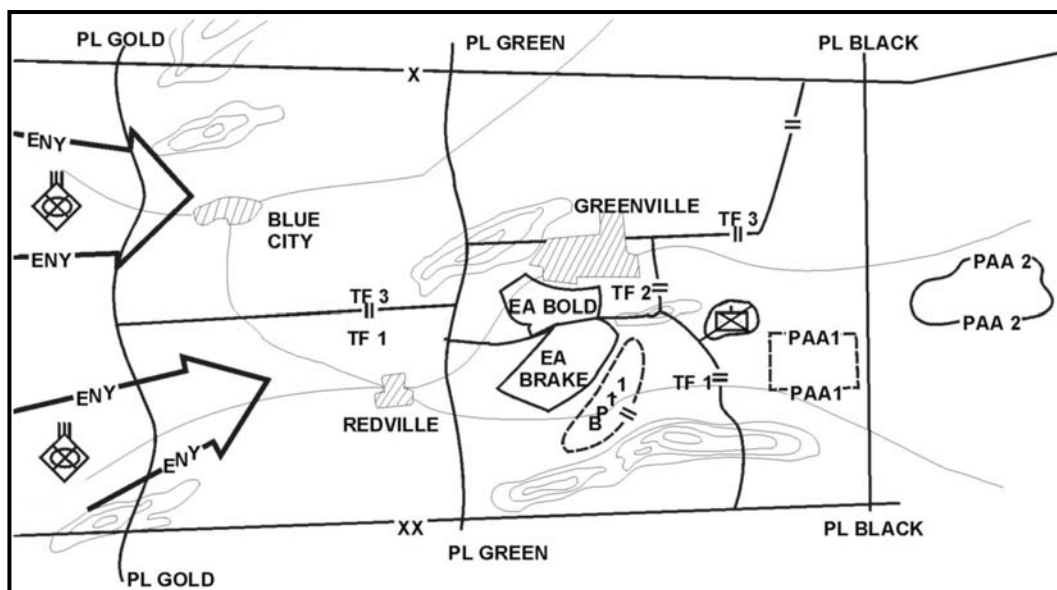 PL GOLD
PL GREEN
PL BLACK
X
ENY
ENY
BLUE
CITY
GREENVILLE
TF 3
PAA 2
PAA 2
TF 3
TF 1
EA BOLD
TF 2
EA
BRAKE
PAA1
PAA1
TF 1
BP 1
REDVILLE
ENY
ENY
XX
PL GREEN
PL BLACK
PL GOLD